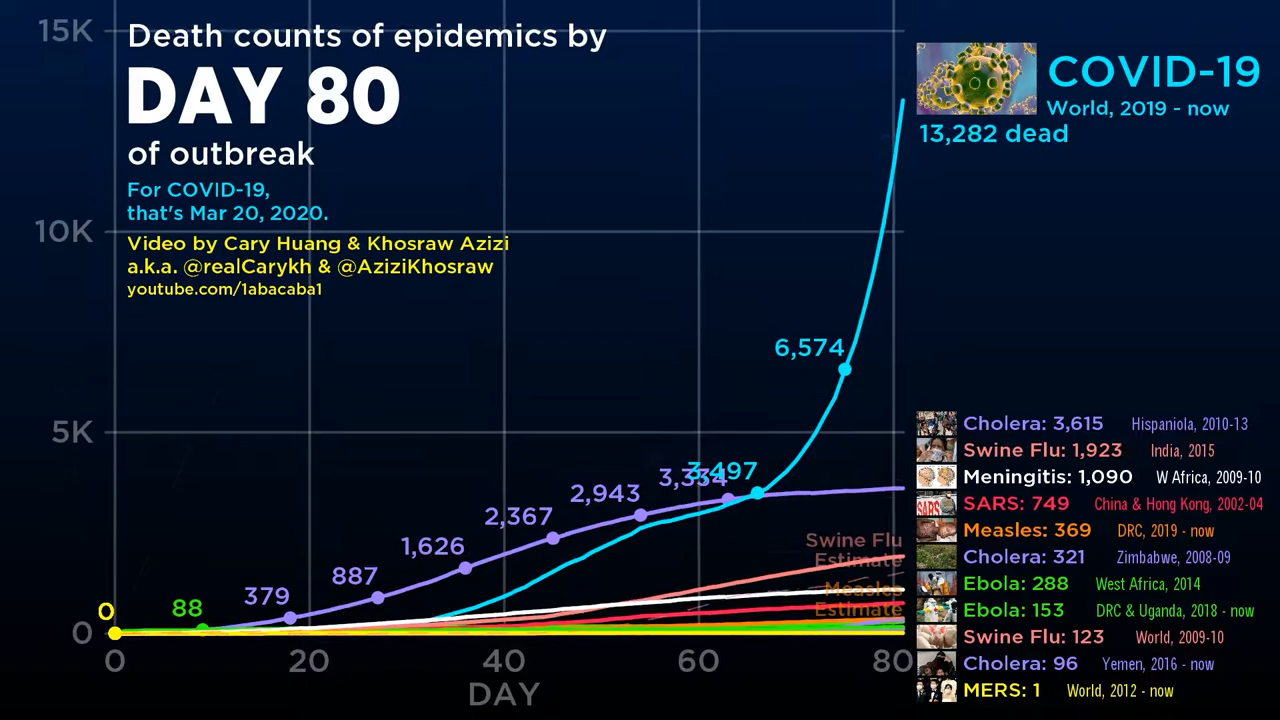 15K
Death counts of epidemics by
DAY 80
of outbreak
For COVID-19,
that's Mar 20, 2020.
10K
Video by Cary Huang & Khosraw Azizi
a.k.a. @realCarykh & @AziziKhosraw
youtube.com/1abacaba1
COVID-19
World, 2019 - now
13,282 dead
6,574
5K
3,497
3,334
2,943
2,367
1,626
887
379
88
0
0
Swine Flu
Estimate
Measles
Estimate
0 20 40 60 80
DAY
Cholera: 3,615 Hispaniola, 2010-13
Swine Flu: 1,923 India, 2015
Meningitis: 1,090 W Africa, 2009-10
SARS: 749 China & Hong Kong, 2002-04
Measles: 369 DRC, 2019 - now
Cholera: 321 Zimbabwe, 2008-09
Ebola: 288 West Africa, 2014
Ebola: 153 DRC & Uganda, 2018 - now
Swine Flu: 123 World, 2009-10
Cholera: 96 Yemen, 2016 - now
MERS: 1 World, 2012 - now
SARS